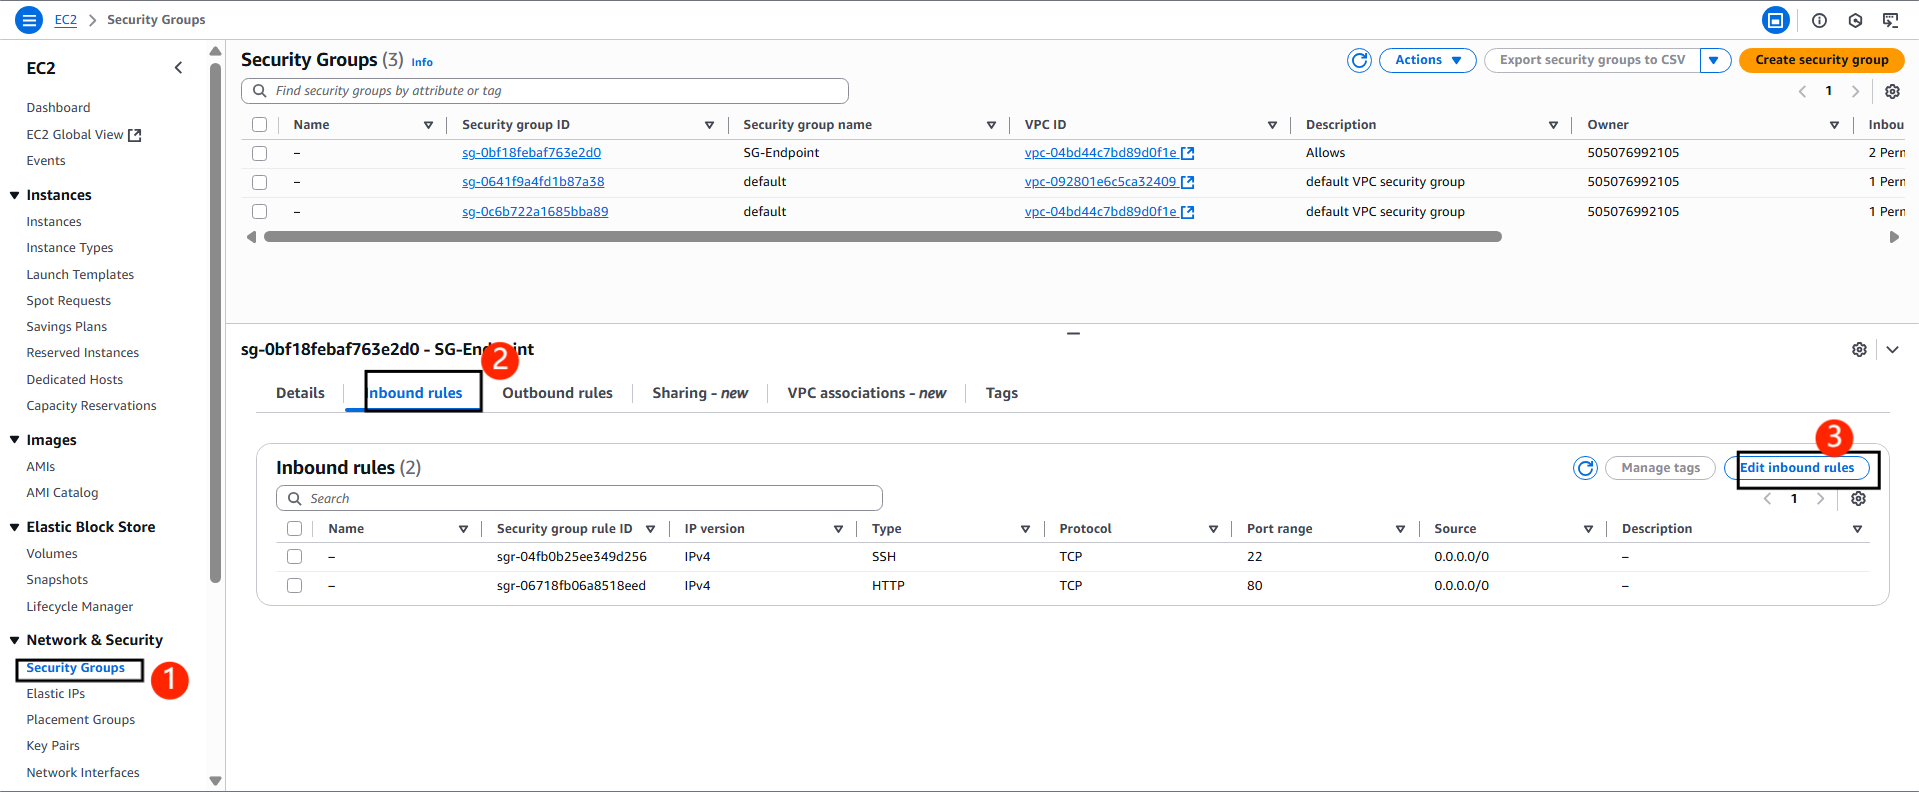 EC2 > Security Groups
EC2
Dashboard
EC2 Global View
Events
Instances
Instances
Instance Types
Launch Templates
Spot Requests
Savings Plans
Reserved Instances
Dedicated Hosts
Capacity Reservations
Images
AMIs
AMI Catalog
Elastic Block Store
Volumes
Snapshots
Lifecycle Manager
Network & Security
Security Groups
1
Elastic IPs
Placement Groups
Key Pairs
Network Interfaces
Security Groups (3) Info
Actions
Export security groups to CSV
Create security group
Find security groups by attribute or tag
1
Name Security group ID Security group name VPC ID Description Owner Inbou
– sg-0bf18febaf763e2d0 SG-Endpoint vpc-04bd44c7bd89d0f1e Allows 505076992105 2 Perm
– sg-0641f9a4fd1b87a38 default vpc-092801e6c5ca32409 default VPC security group 505076992105 1 Perm
– sg-0c6b722a1685bba89 default vpc-04bd44c7bd89d0f1e default VPC security group 505076992105 1 Perm
sg-0bf18febaf763e2d0 - SG-Endpoint
2
Details Inbound rules Outbound rules Sharing - new VPC associations - new Tags
3
Inbound rules (2)
Manage tags
Edit inbound rules
Search
1
Name Security group rule ID IP version Type Protocol Port range Source Description
– sgr-04fb0b25ee349d256 IPv4 SSH TCP 22 0.0.0.0/0 –
– sgr-06718fb06a8518eed IPv4 HTTP TCP 80 0.0.0.0/0 –